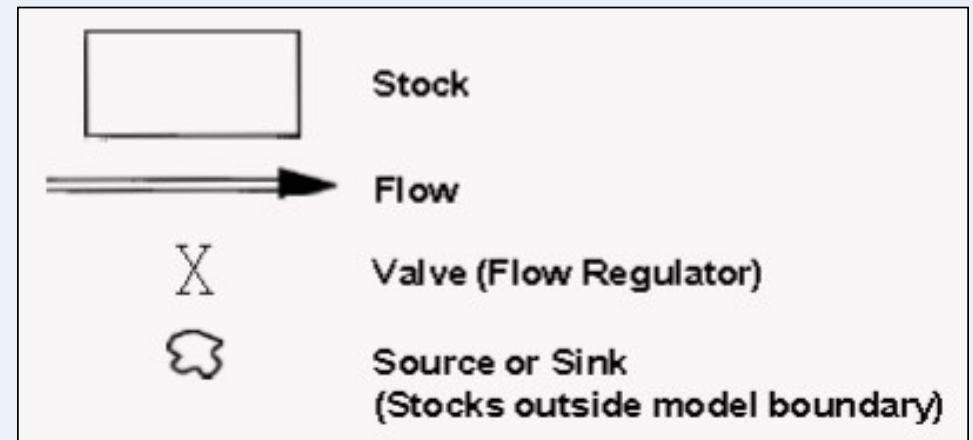 Stock
Flow
X
Valve (Flow Regulator)
Source or Sink
(Stocks outside model boundary)